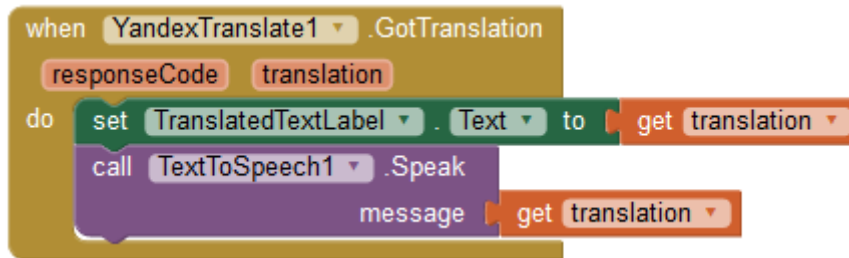 when YandexTranslate1 .GotTranslation
responseCode translation
do set TranslatedTextLabel . Text to get translation
call TextToSpeech1 .Speak
message get translation